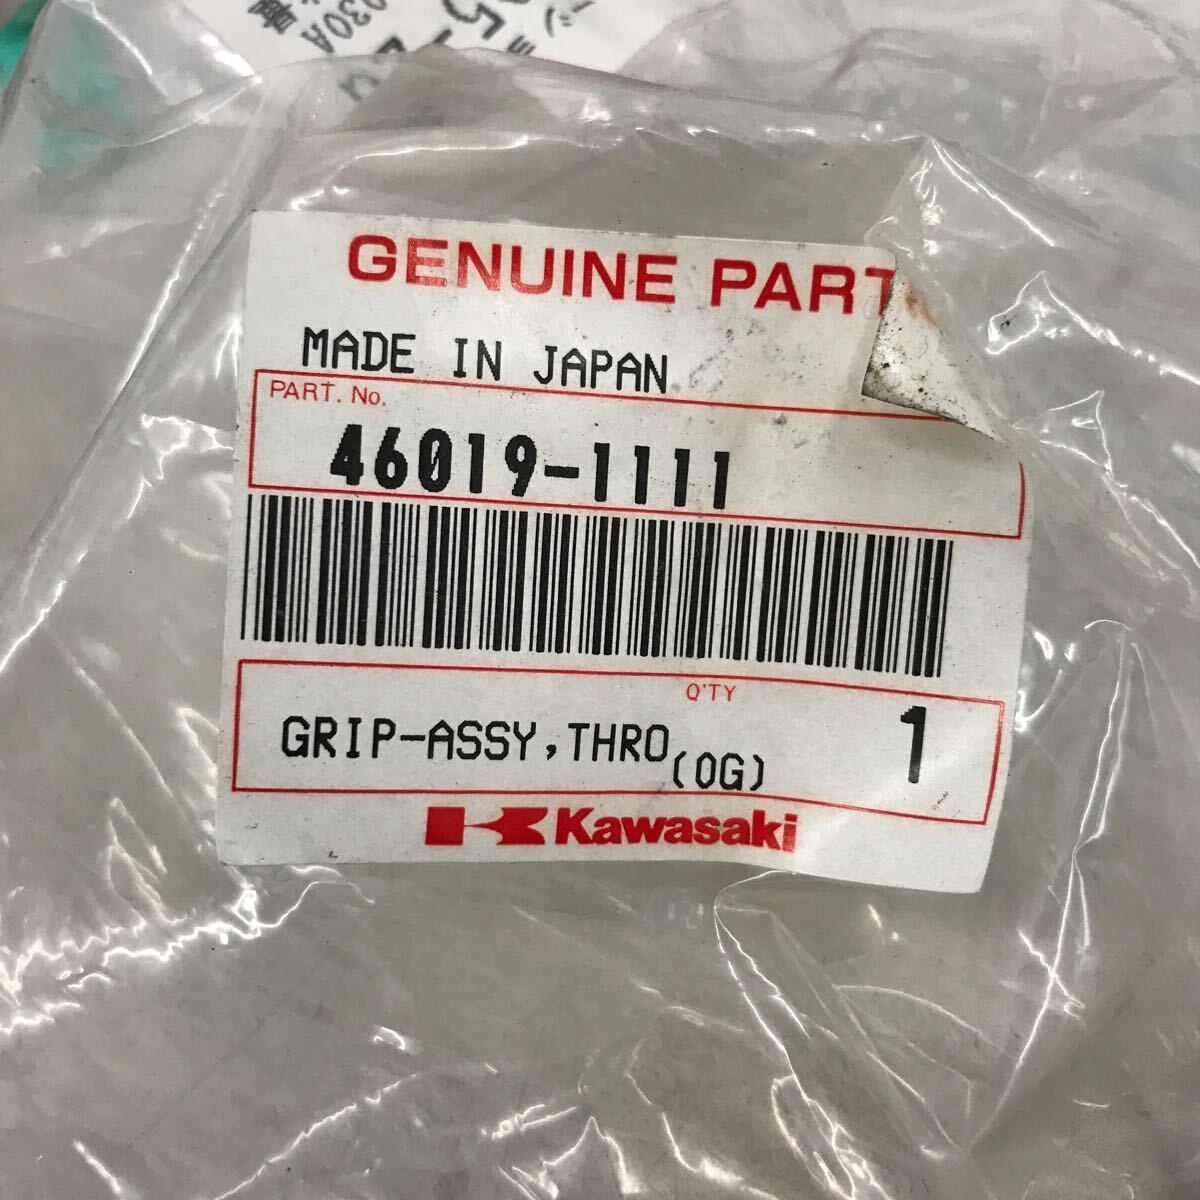 GENUINE PART
MADE IN JAPAN
PART. No.
46019-1111
Q'TY
GRIP-ASSY,THRO(OG) 1
Kawasaki